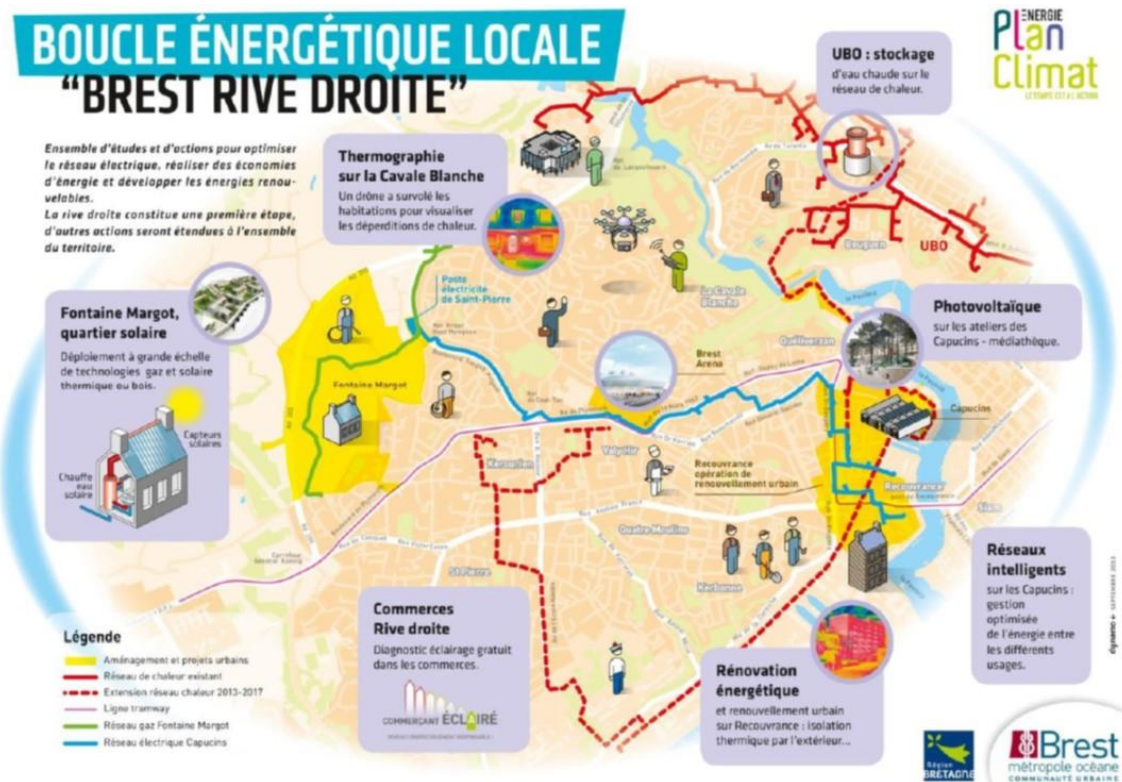 BOUCLE ÉNERGÉTIQUE LOCALE
“BREST RIVE DROITE”
Ensemble d'études et d'actions pour optimiser
le réseau électrique, réaliser des économies
d'énergie et développer les énergies renou-
velables.
La rive droite constitue une première étape,
d'autres actions seront étendues à l'ensemble
du territoire.
ÉNERGIE
Plan
Climat
UBO : stockage
d'eau chaude sur le
réseau de chaleur.
Thermographie
sur la Cavale Blanche
Un drône a survolé les
habitations pour visualiser
les déperditions de chaleur.
Bouguen
UBO
Poste
électricité
de Saint-Pierre
La Cavale
Blanche
Fontaine Margot,
quartier solaire
Déploiement à grande échelle
de technologies gaz et solaire
thermique ou bois.
Capteurs
solaires
Chauffe
eau
solaire
Photovoltaïque
sur les ateliers des
Capucins - médiathèque.
Quéliverzan
Brest
Arena
Fontaine Margot
Capucins
Kerourien
Valy-Hir
Recouvrance
opération de
renouvellement urbain
Recouvrance
Siam
Quatre Moulins
St Pierre
Kerbonne
Réseaux
intelligents
sur les Capucins :
gestion
optimisée
de l'énergie entre
les différents
usages.
Commerces
Rive droite
Diagnostic éclairage gratuit
dans les commerces.
COMMERÇANT ÉCLAIRÉ
Rénovation
énergétique
et renouvellement urbain
sur Recouvrance : isolation
thermique par l'extérieur...
Légende
Aménagement et projets urbains
Réseau de chaleur existant
Extension réseau chaleur 2013-2017
Ligne tramway
Réseau gaz Fontaine Margot
Réseau électrique Capucins
Région
BRETAGNE
Brest
métropole océane
COMMUNAUTÉ URBAINE